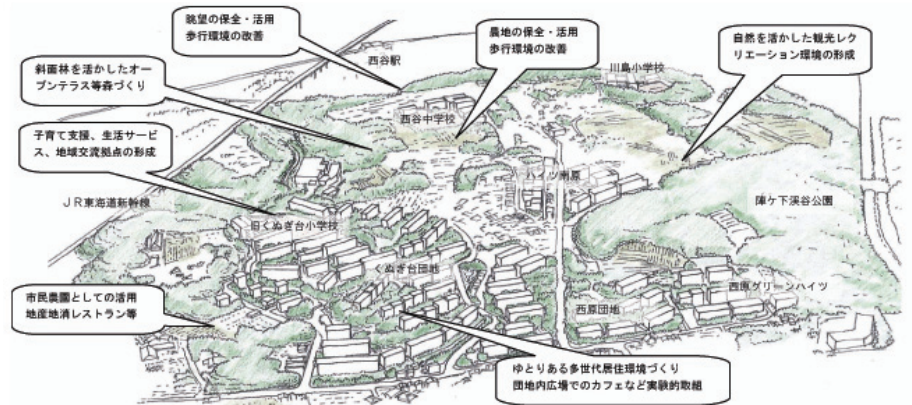 眺望の保全・活用
歩行環境の改善
農地の保全・活用
歩行環境の改善
自然を活かした観光レク
リエーション環境の形成
西谷駅
川島小学校
斜面林を活かしたオー
プンテラス等森づくり
西谷中学校
子育て支援、生活サービ
ス、地域交流拠点の形成
ハイツ南原
JR東海道新幹線
陣ケ下渓谷公園
旧くぬぎ台小学校
くぬぎ台団地
西原グリーンハイツ
市民農園としての活用
地産地消レストラン等
西原団地
ゆとりある多世代居住環境づくり
団地内広場でのカフェなど実験的取組